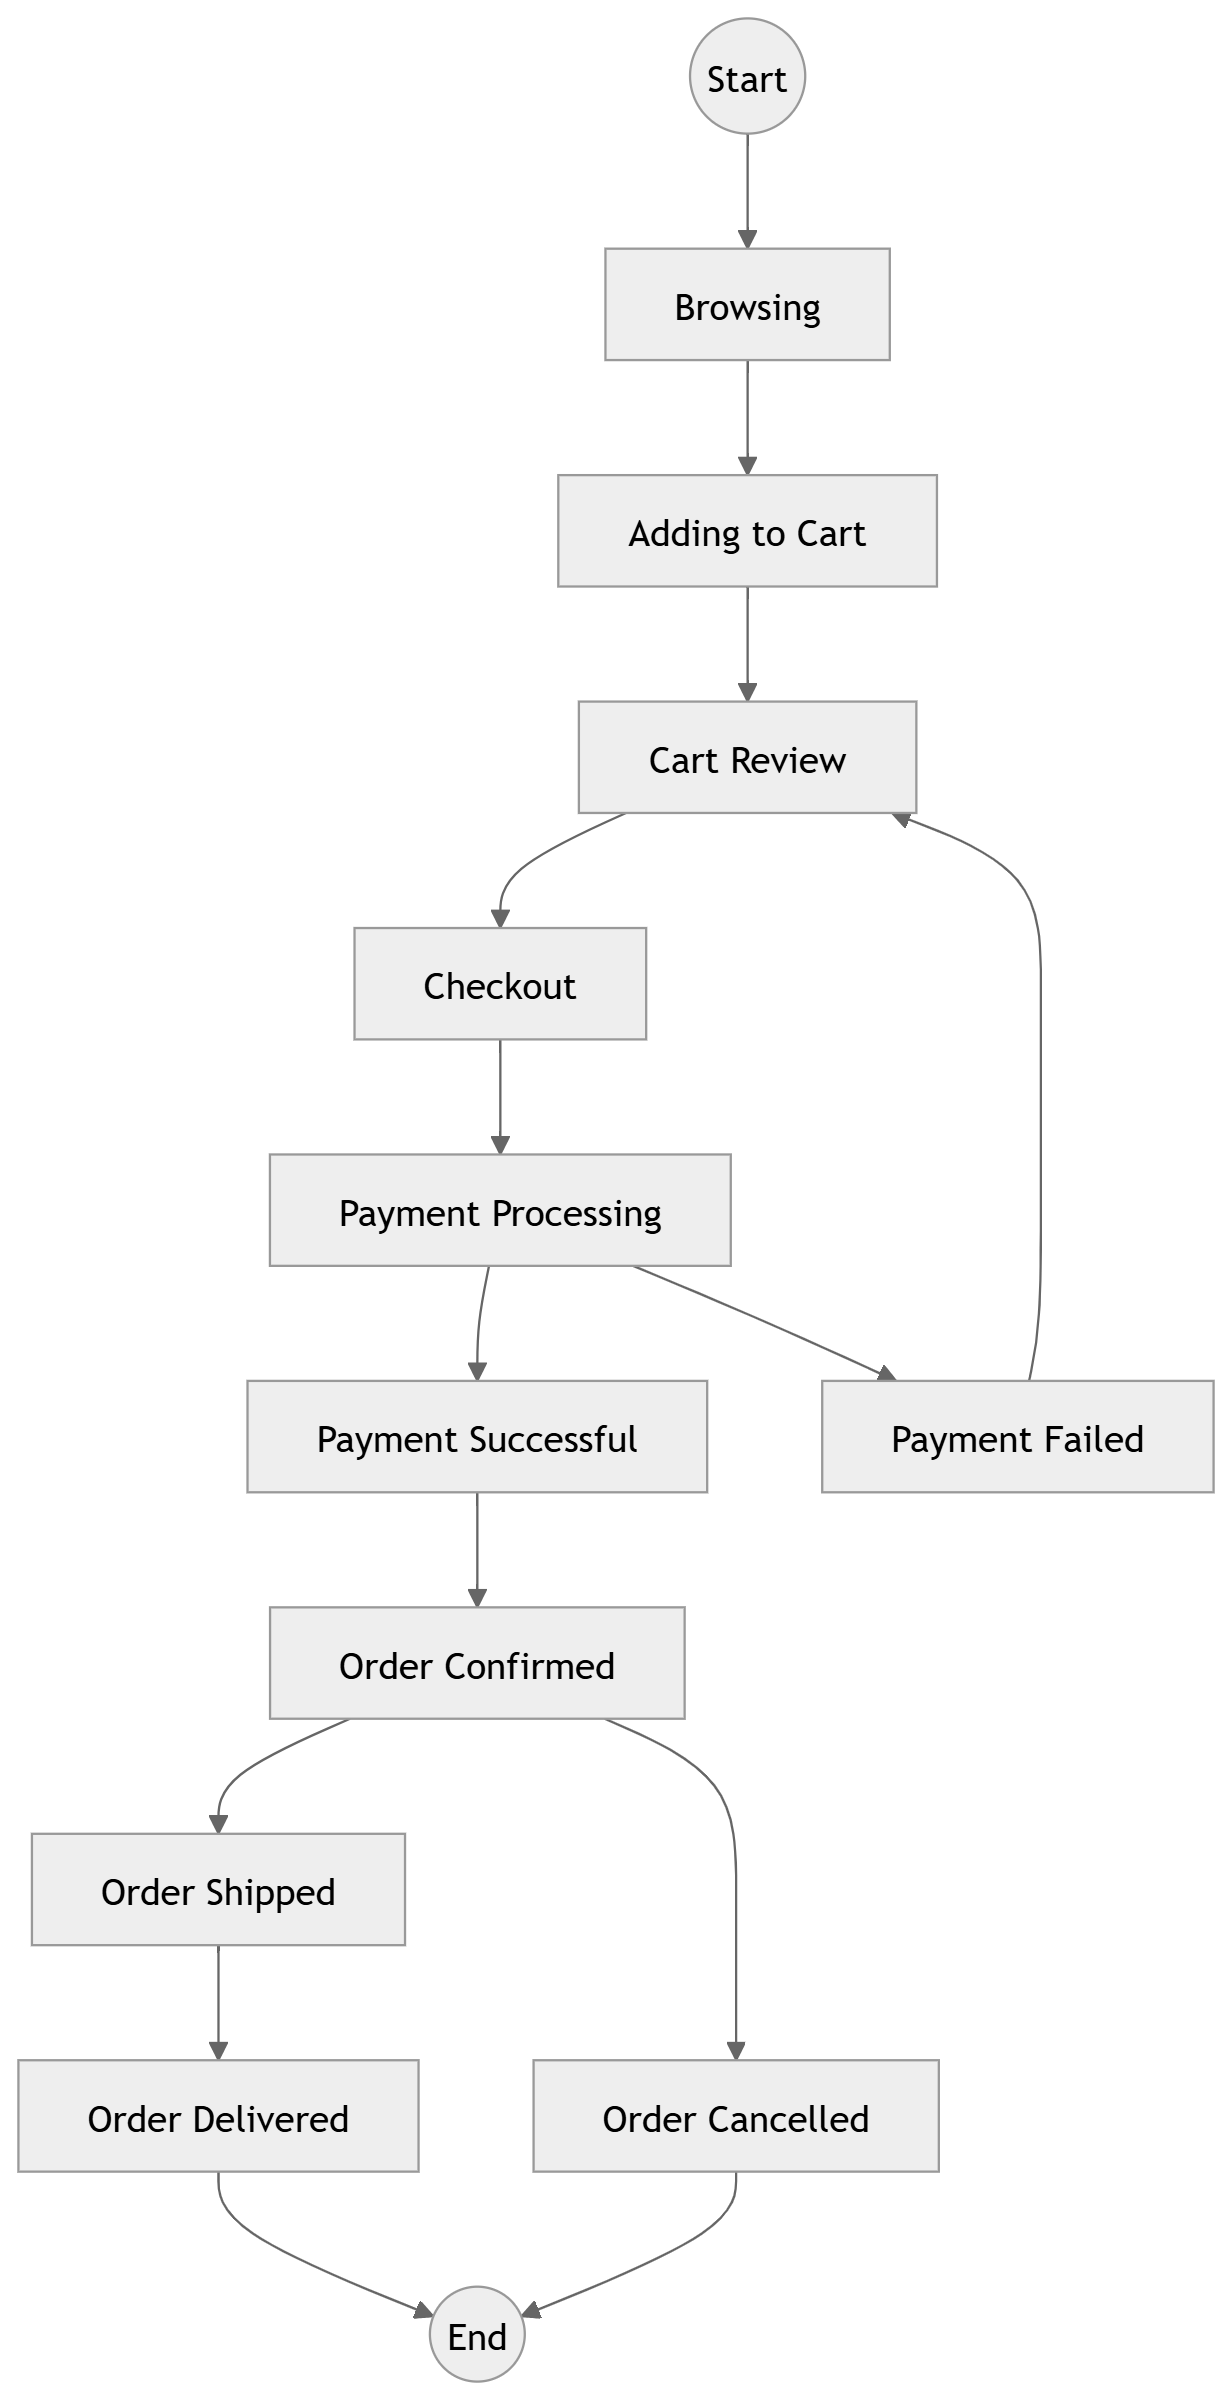 Start
Browsing
Adding to Cart
Cart Review
Checkout
Payment Processing
Payment Successful
Payment Failed
Order Confirmed
Order Shipped
Order Delivered
Order Cancelled
End